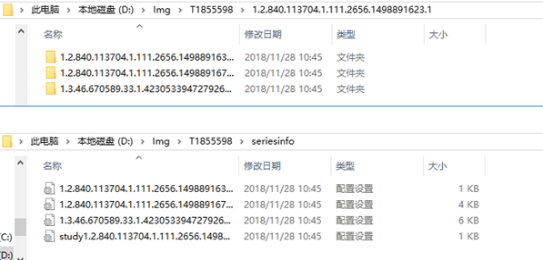 此电脑 > 本地磁盘 (D:) > Img > T1855598 > 1.2.840.113704.1.111.2656.1498891623.1
名称 修改日期 类型 大小
1.2.840.113704.1.111.2656.149889163... 2018/11/28 10:45 文件夹
1.2.840.113704.1.111.2656.149889167... 2018/11/28 10:45 文件夹
1.3.46.670589.33.1.423053394727926... 2018/11/28 10:45 文件夹
此电脑 > 本地磁盘 (D:) > Img > T1855598 > seriesinfo
名称 修改日期 类型 大小
1.2.840.113704.1.111.2656.149889163... 2018/11/28 10:45 配置设置 1 KB
1.2.840.113704.1.111.2656.149889167... 2018/11/28 10:45 配置设置 4 KB
1.3.46.670589.33.1.423053394727926... 2018/11/28 10:45 配置设置 6 KB
study1.2.840.113704.1.111.2656.1498... 2018/11/28 10:45 配置设置 1 KB
(C:)
(D:)